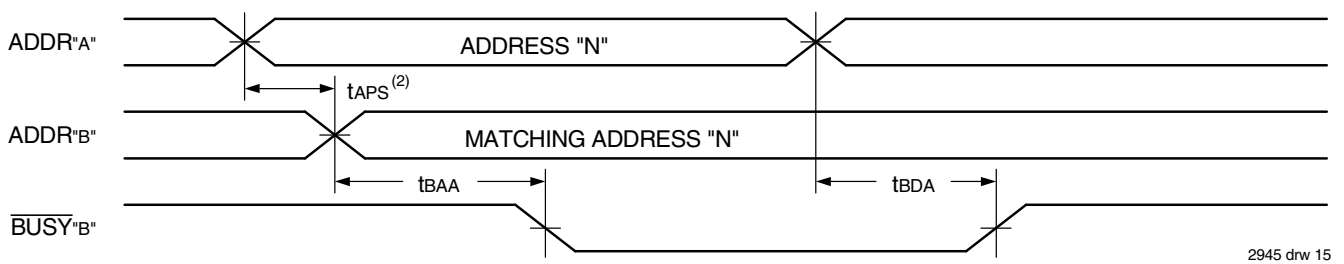 ADDR"A"
ADDRESS "N"
tAPS(2)
ADDR"B"
MATCHING ADDRESS "N"
tBAA
tBDA
BUSY"B"
2945 drw 15